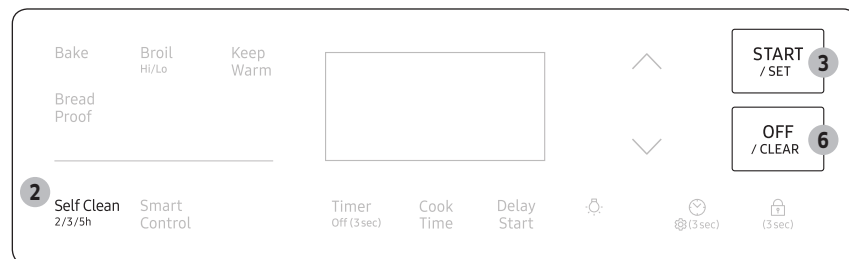 Bake
Broil
Hi/Lo
Keep
Warm
Bread
Proof
START
/ SET
3
OFF
/ CLEAR
6
2
Self Clean
2/3/5h
Smart
Control
Timer
Off (3 sec)
Cook
Time
Delay
Start
(3 sec)
(3 sec)